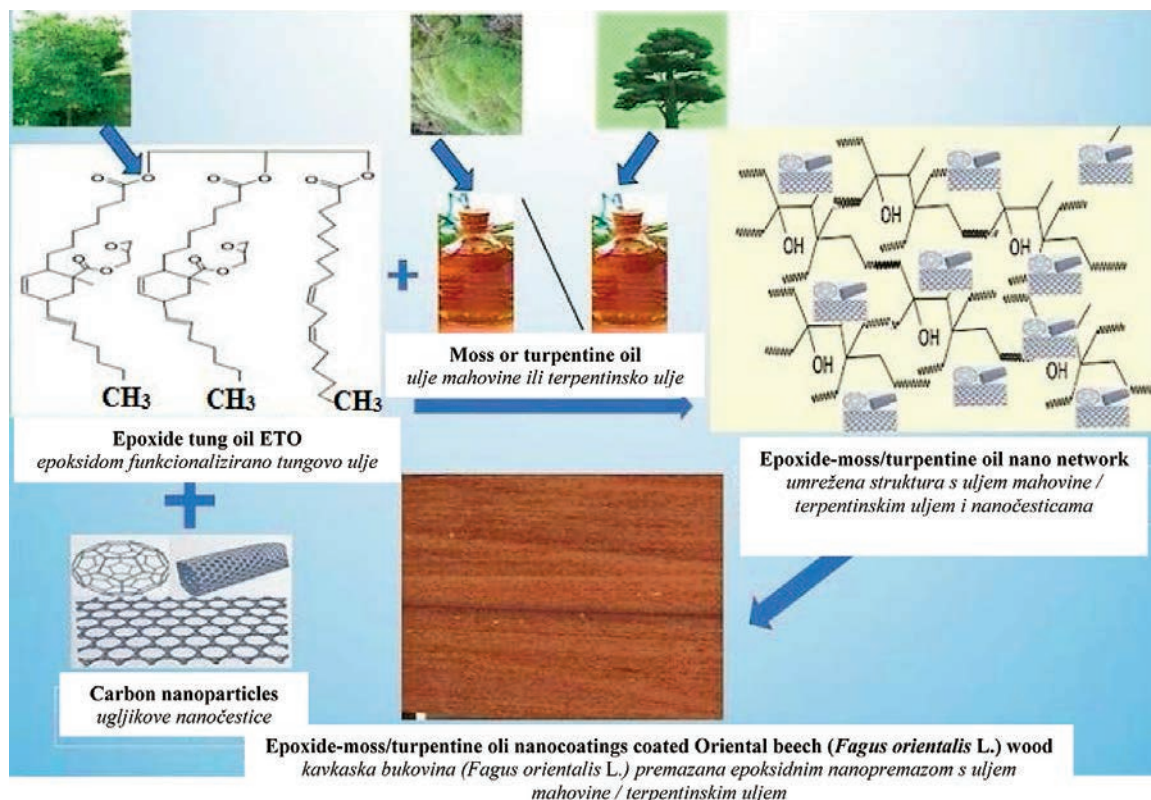 O
O
O
O
O
O
O
O
O
O
O
O
CH3
CH3
CH3
Epoxide tung oil ETO
epoksidom funkcionalizirano tungovo ulje
+
Moss or turpentine oil
ulje mahovine ili terpentinsko ulje
OH
OH
OH
OH
OH
OH
Epoxide-moss/turpentine oil nano network
umrežena struktura s uljem mahovine /
terpentinskim uljem i nanočesticama
+
Carbon nanoparticles
ugljikove nanočestice
Epoxide-moss/turpentine oli nanocoatings coated Oriental beech (Fagus orientalis L.) wood
kavkaska bukovina (Fagus orientalis L.) premazana epoksidnim nanopremazom s uljem
mahovine / terpentinskim uljem